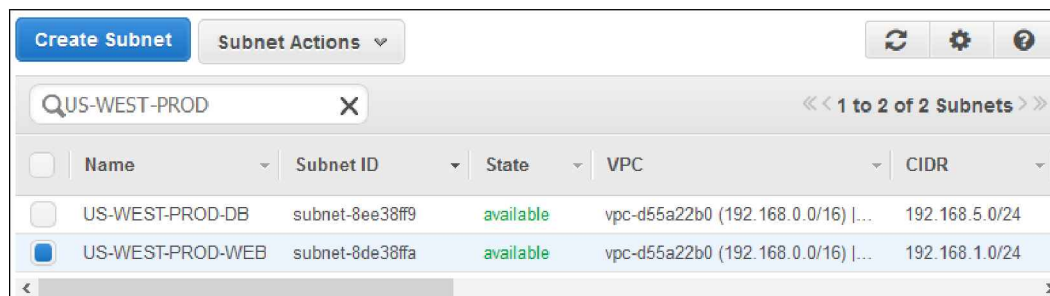 Create Subnet Subnet Actions
US-WEST-PROD 1 to 2 of 2 Subnets
Name Subnet ID State VPC CIDR
US-WEST-PROD-DB subnet-8ee38ff9 available vpc-d55a22b0 (192.168.0.0/16) |... 192.168.5.0/24
US-WEST-PROD-WEB subnet-8de38ffa available vpc-d55a22b0 (192.168.0.0/16) |... 192.168.1.0/24